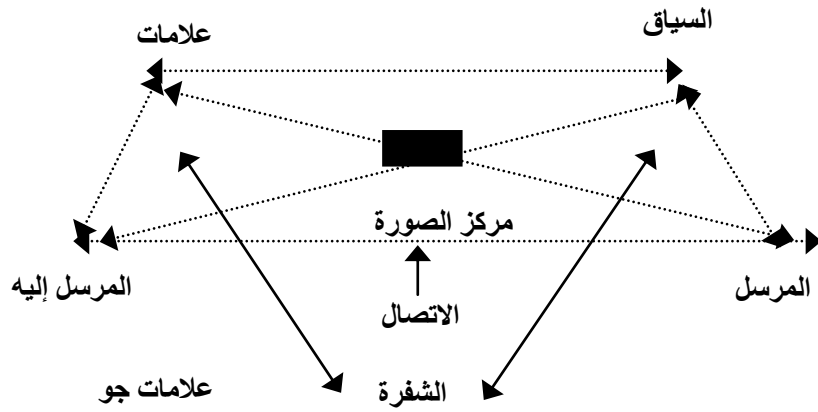 السياق
علامات
مركز الصورة
المرسل
المرسل إليه
الاتصال
الشفرة
علامات جو